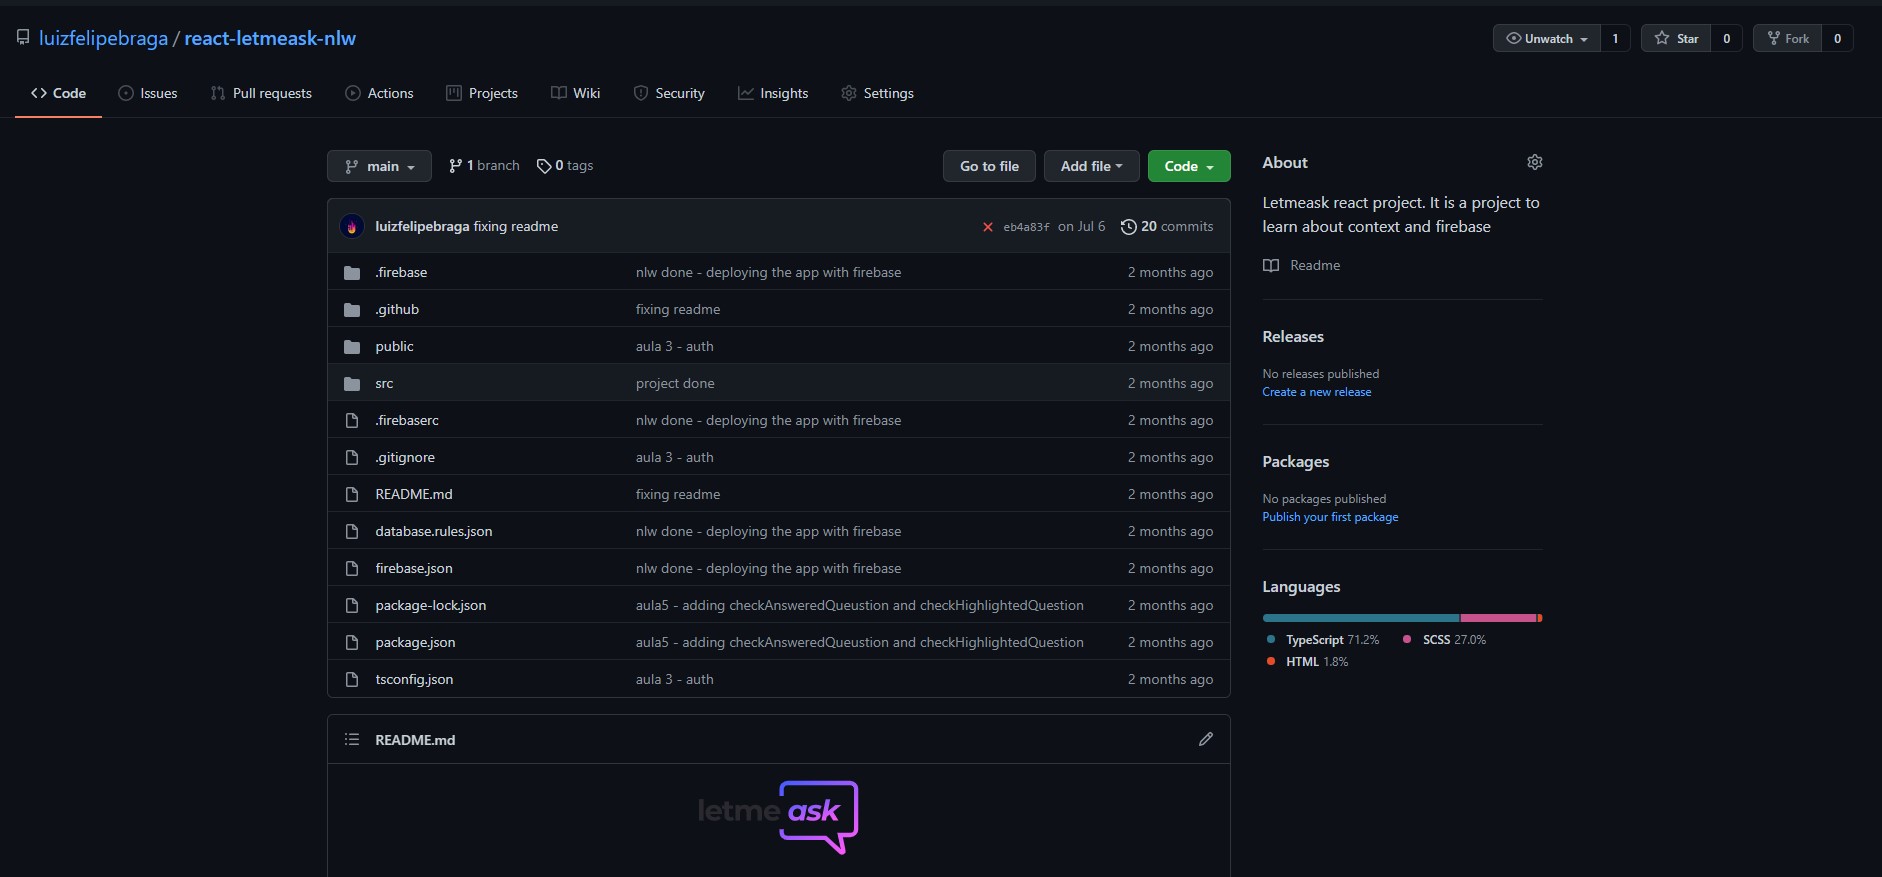 luizfelipebraga / react-letmeask-nlw
Unwatch 1 Star 0 Fork 0
Code Issues Pull requests Actions Projects Wiki Security Insights Settings
main 1 branch 0 tags Go to file Add file Code
luizfelipebraga fixing readme eb4a83f on Jul 6 20 commits
.firebase nlw done - deploying the app with firebase 2 months ago
.github fixing readme 2 months ago
public aula 3 - auth 2 months ago
src project done 2 months ago
.firebaserc nlw done - deploying the app with firebase 2 months ago
.gitignore aula 3 - auth 2 months ago
README.md fixing readme 2 months ago
database.rules.json nlw done - deploying the app with firebase 2 months ago
firebase.json nlw done - deploying the app with firebase 2 months ago
package-lock.json aula5 - adding checkAnsweredQueustion and checkHighlightedQuestion 2 months ago
package.json aula5 - adding checkAnsweredQueustion and checkHighlightedQuestion 2 months ago
tsconfig.json aula 3 - auth 2 months ago
README.md
letmeask
About
Letmeask react project. It is a project to
learn about context and firebase
Readme
Releases
No releases published
Create a new release
Packages
No packages published
Publish your first package
Languages
TypeScript 71.2% SCSS 27.0%
HTML 1.8%